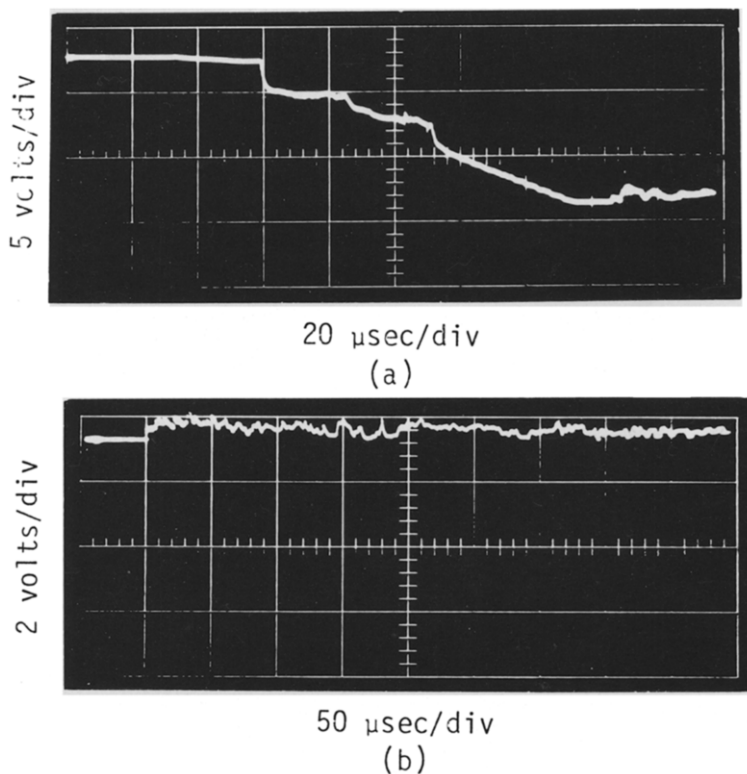 5 volts/div
20 μsec/div
(a)
2 volts/div
50 μsec/div
(b)